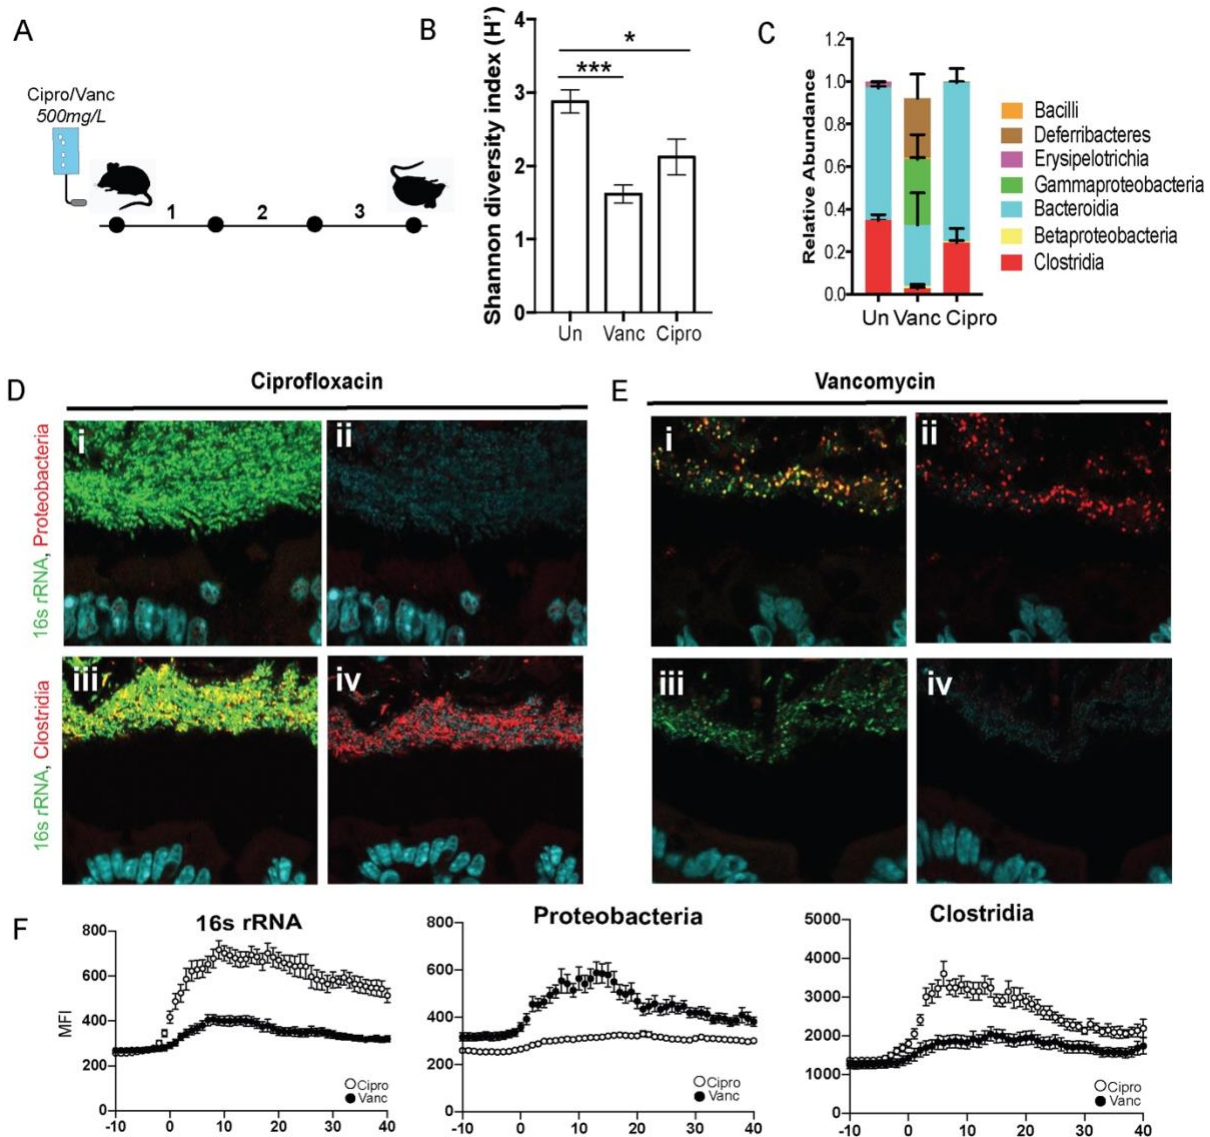 A
Cipro/Vanc
500mg/L
1 2 3
B
Shannon diversity index (H')
4
3
2
1
0
*
***
Un Vanc Cipro
C
Relative Abundance
1.2
1.0
0.8
0.6
0.4
0.2
0.0
Un Vanc Cipro
Bacilli
Deferribacteres
Erysipelotrichia
Gammaproteobacteria
Bacteroidia
Betaproteobacteria
Clostridia
D
Ciprofloxacin
16s rRNA, Proteobacteria
i
ii
16s rRNA, Clostridia
iii
iv
E
Vancomycin
i
ii
iii
iv
F
16s rRNA
MFI
800
600
400
200
0
-10 0 10 20 30 40
Cipro
Vanc
Proteobacteria
800
600
400
200
0
-10 0 10 20 30 40
Cipro
Vanc
Clostridia
5000
4000
3000
2000
1000
0
-10 0 10 20 30 40
Cipro
Vanc